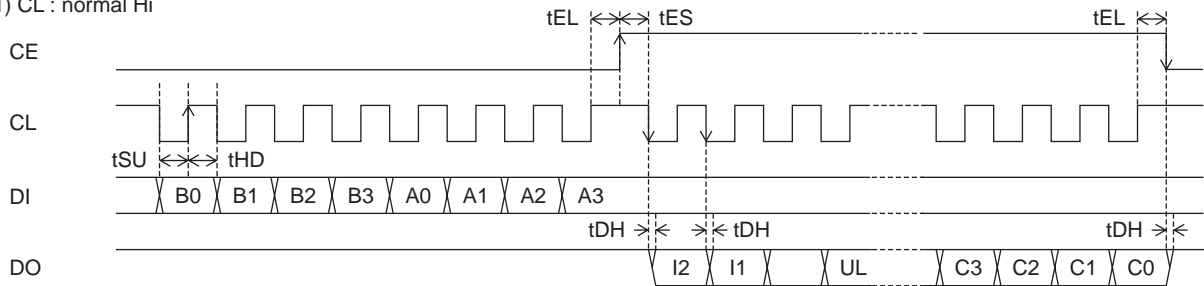 1) CL : normal Hi
tEL tES tEL
CE
CL
tSU tHD
DI B0 B1 B2 B3 A0 A1 A2 A3
tDH tDH tDH
DO I2 I1 UL C3 C2 C1 C0